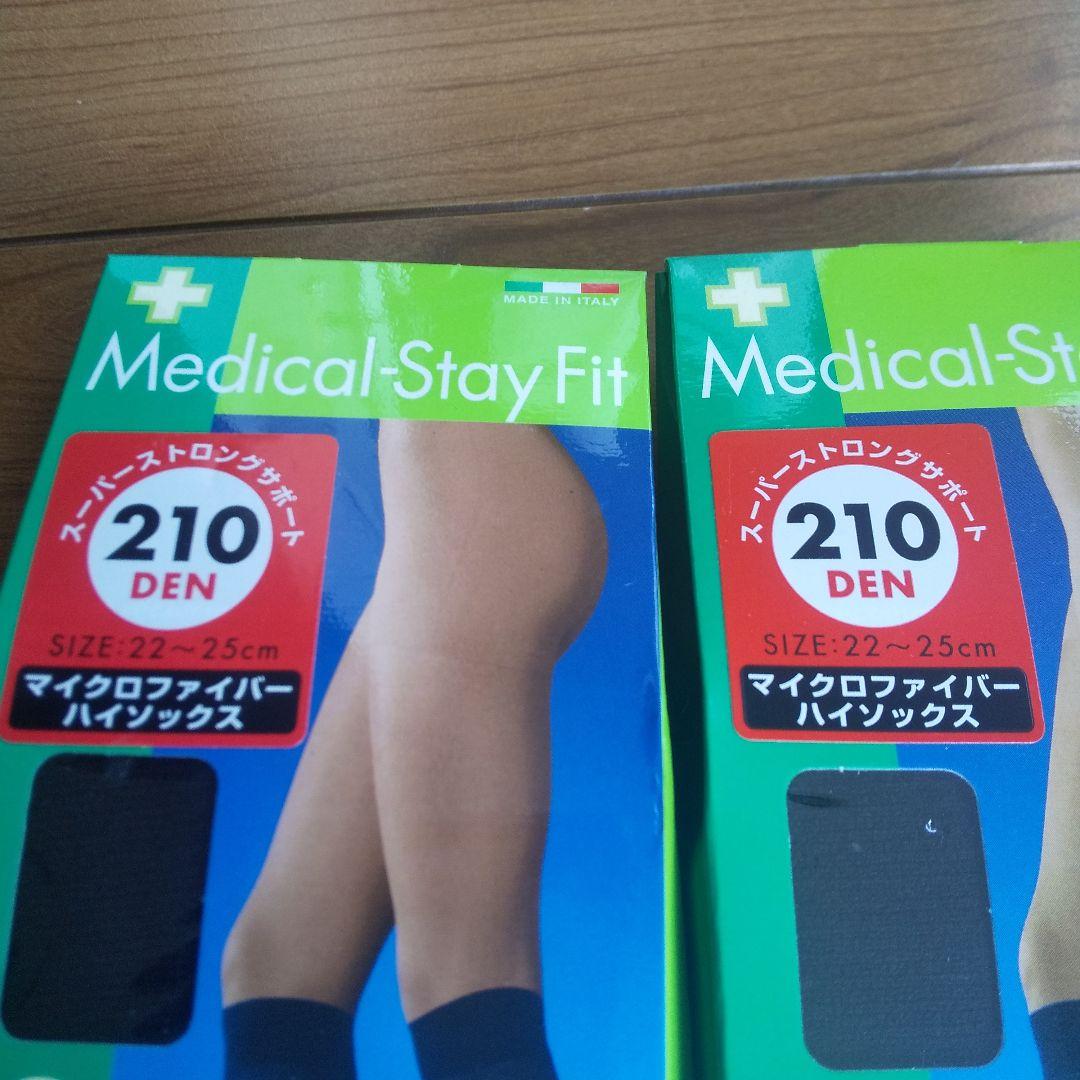 MADE IN ITALY
Medical-Stay Fit
スーパーストロングサポート
210
DEN
SIZE:22～25cm
マイクロファイバー
ハイソックス
Medical-St
スーパーストロングサポート
210
DEN
SIZE:22～25cm
マイクロファイバー
ハイソックス